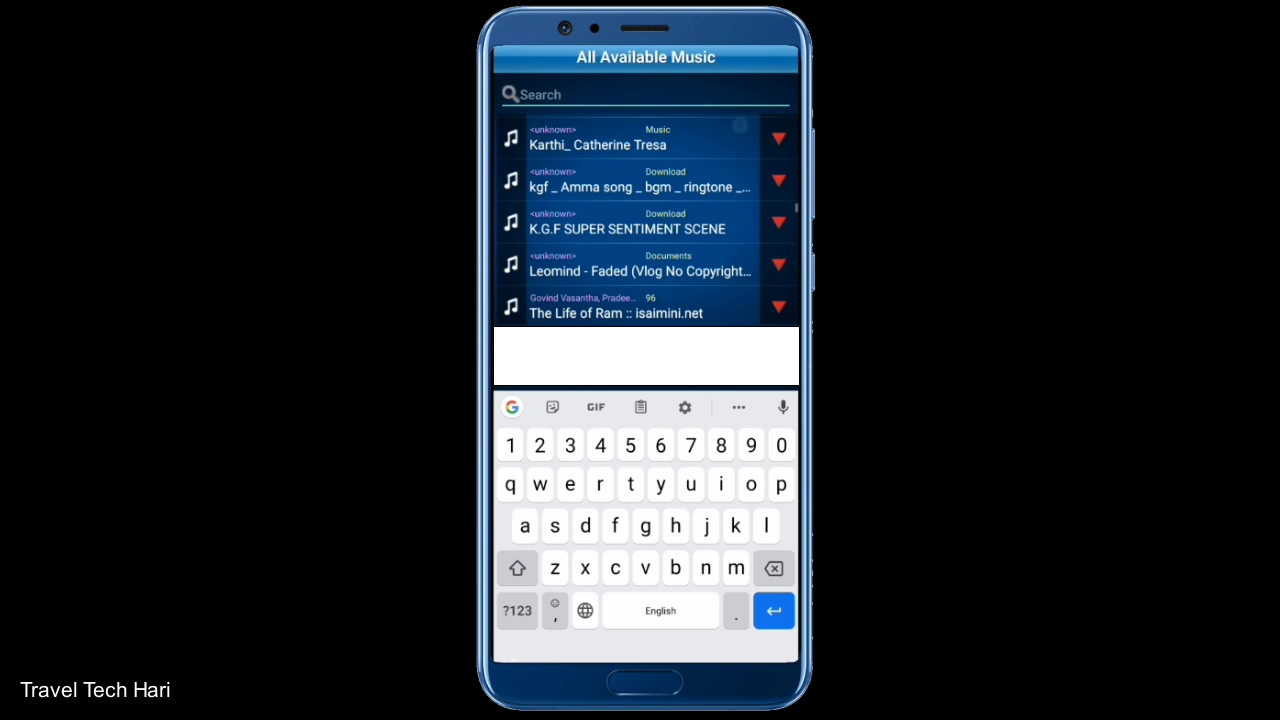 All Available Music
Search
<unknown> Music
Karthi_ Catherine Tresa
<unknown> Download
kgf _ Amma song _ bgm _ ringtone _...
<unknown> Download
K.G.F SUPER SENTIMENT SCENE
<unknown> Documents
Leomind - Faded (Vlog No Copyright...
Govind Vasantha, Pradee... 96
The Life of Ram :: isaimini.net
G GIF
1 2 3 4 5 6 7 8 9 0
q w e r t y u i o p
a s d f g h j k l
z x c v b n m
?123 , English .
Travel Tech Hari